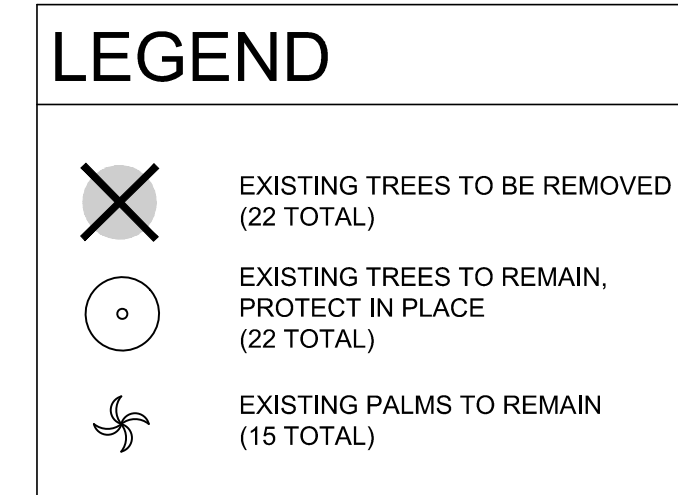 LEGEND
EXISTING TREES TO BE REMOVED
(22 TOTAL)
EXISTING TREES TO REMAIN,
PROTECT IN PLACE
(22 TOTAL)
EXISTING PALMS TO REMAIN
(15 TOTAL)